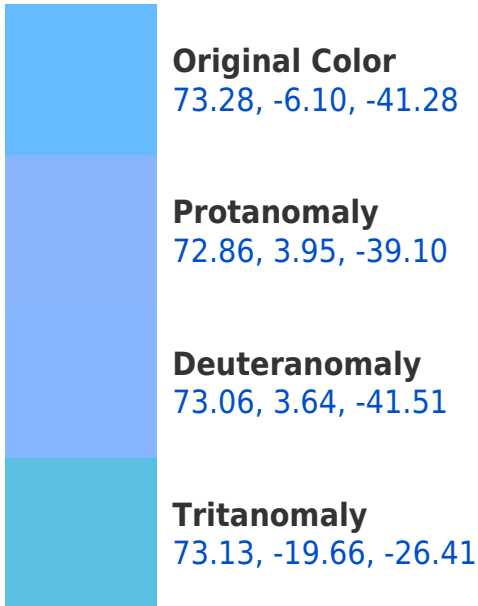 Original Color
73.28, -6.10, -41.28
Protanomaly
72.86, 3.95, -39.10
Deuteranomaly
73.06, 3.64, -41.51
Tritanomaly
73.13, -19.66, -26.41